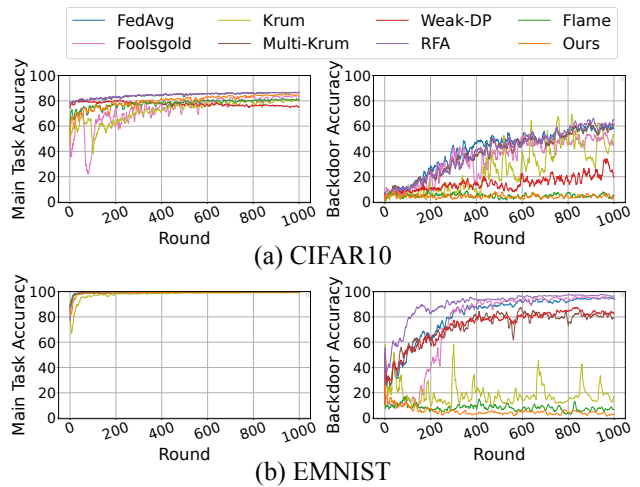 FedAvg Krum Weak-DP Flame
Foolsgold Multi-Krum RFA Ours
Main Task Accuracy
100
80
60
40
20
0
0 200 400 600 800 1000
Round
Backdoor Accuracy
100
80
60
40
20
0
0 200 400 600 800 1000
Round
(a) CIFAR10
Main Task Accuracy
100
80
60
40
20
0
0 200 400 600 800 1000
Round
Backdoor Accuracy
100
80
60
40
20
0
0 200 400 600 800 1000
Round
(b) EMNIST